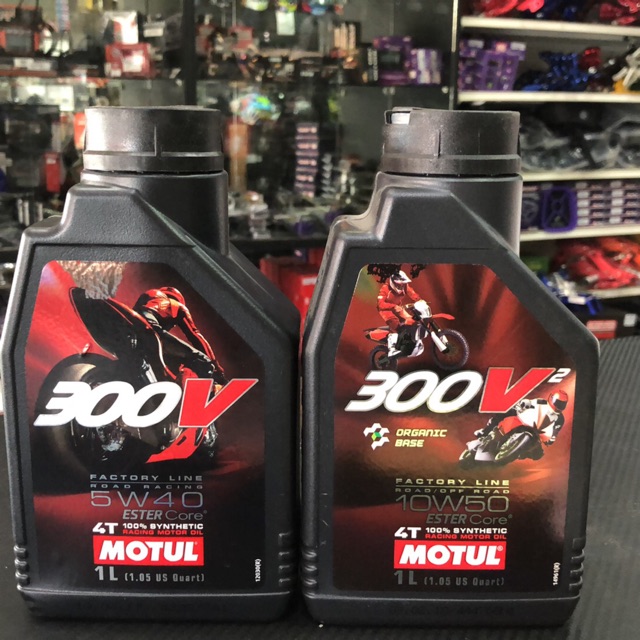 300V
FACTORY LINE
ROAD RACING
5W40
ESTER Core®
4T 100% SYNTHETIC
RACING MOTOR OIL
MOTUL
1L (1.05 US Quart)
300V²
ORGANIC
BASE
FACTORY LINE
ROAD/OFF ROAD
10W50
ESTER Core®
4T 100% SYNTHETIC
RACING MOTOR OIL
MOTUL
1L (1.05 US Quart)